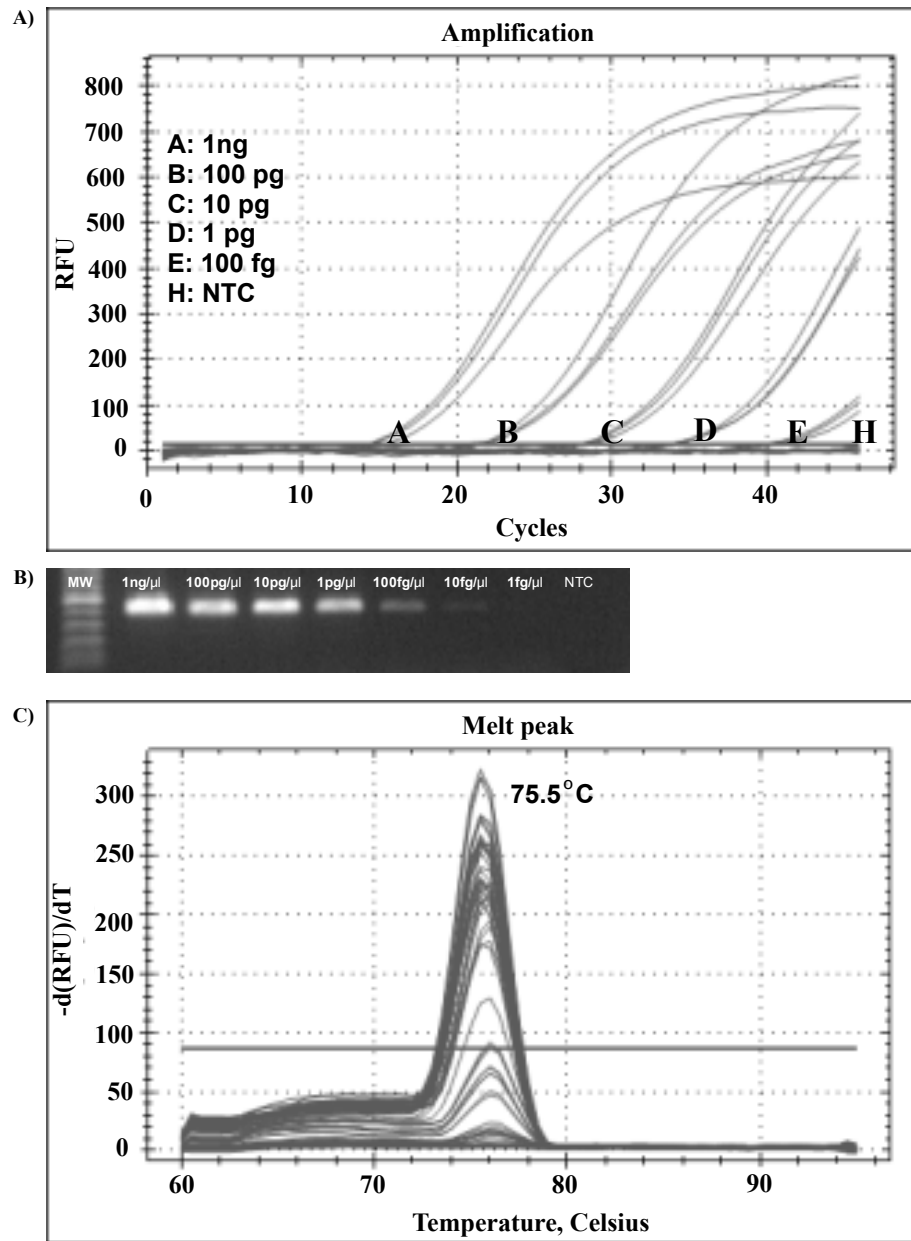 A)
Amplification
800
700
600
500
400
300
200
100
0
RFU
A: 1ng
B: 100 pg
C: 10 pg
D: 1 pg
E: 100 fg
H: NTC
A B C D E H
0 10 20 30 40
Cycles
B)
MW 1ng/µl 100pg/µl 10pg/µl 1pg/µl 100fg/µl 10fg/µl 1fg/µl NTC
C)
Melt peak
75.5°C
300
250
200
150
100
50
0
-d(RFU)/dT
60 70 80 90
Temperature, Celsius